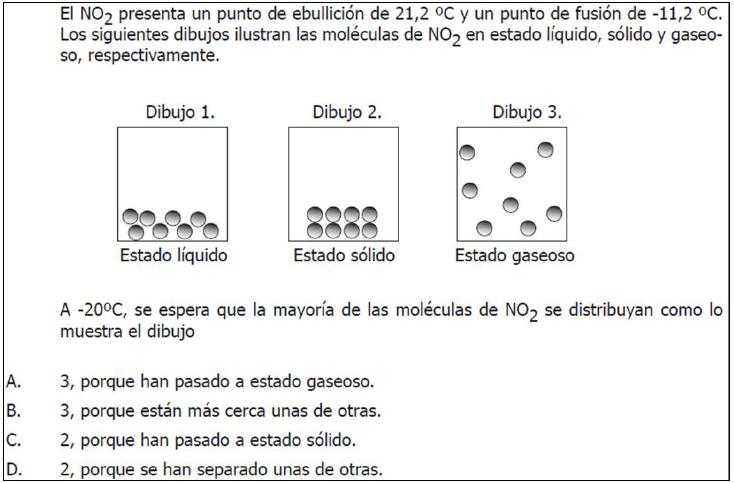 El NO2 presenta un punto de ebullición de 21,2 ºC y un punto de fusión de -11,2 ºC.
Los siguientes dibujos ilustran las moléculas de NO2 en estado líquido, sólido y gaseo-
so, respectivamente.
Dibujo 1. Dibujo 2. Dibujo 3.
Estado líquido Estado sólido Estado gaseoso
A -20ºC, se espera que la mayoría de las moléculas de NO2 se distribuyan como lo
muestra el dibujo
A. 3, porque han pasado a estado gaseoso.
B. 3, porque están más cerca unas de otras.
C. 2, porque han pasado a estado sólido.
D. 2, porque se han separado unas de otras.